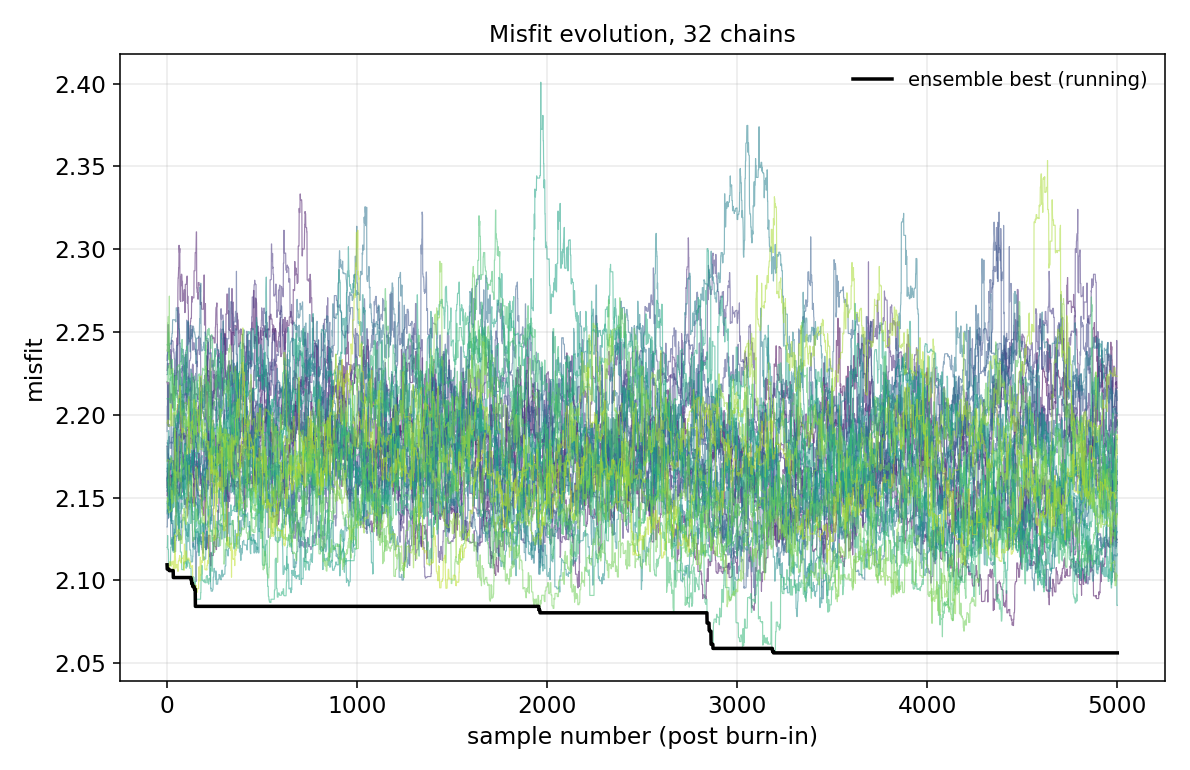 Misfit evolution, 32 chains
ensemble best (running)
2.40
2.35
2.30
2.25
2.20
2.15
2.10
2.05
misfit
0 1000 2000 3000 4000 5000
sample number (post burn-in)